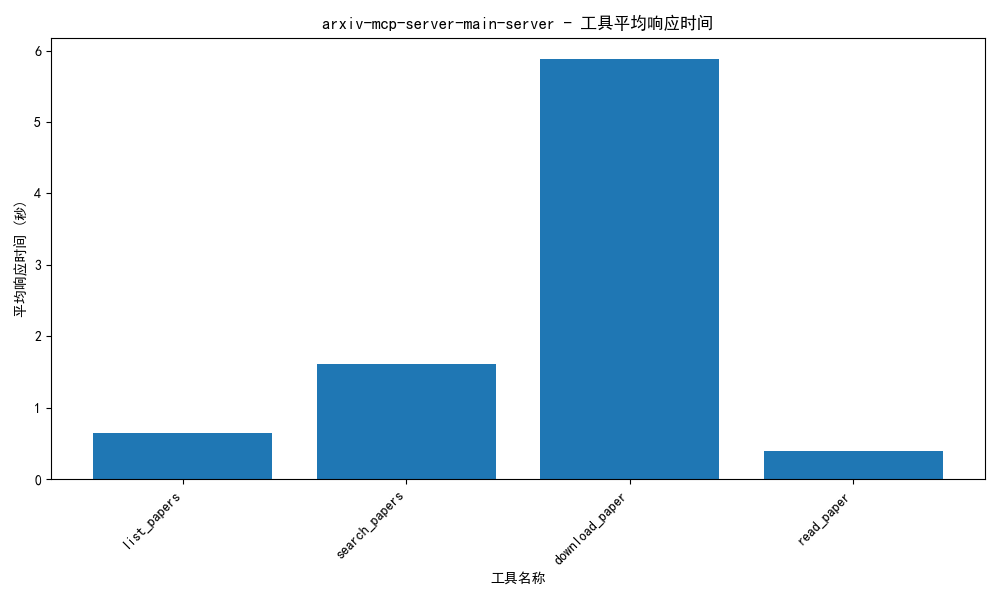 arxiv-mcp-server-main-server - 工具平均响应时间
平均响应时间 (秒)
6
5
4
3
2
1
0
list_papers
search_papers
download_paper
read_paper
工具名称